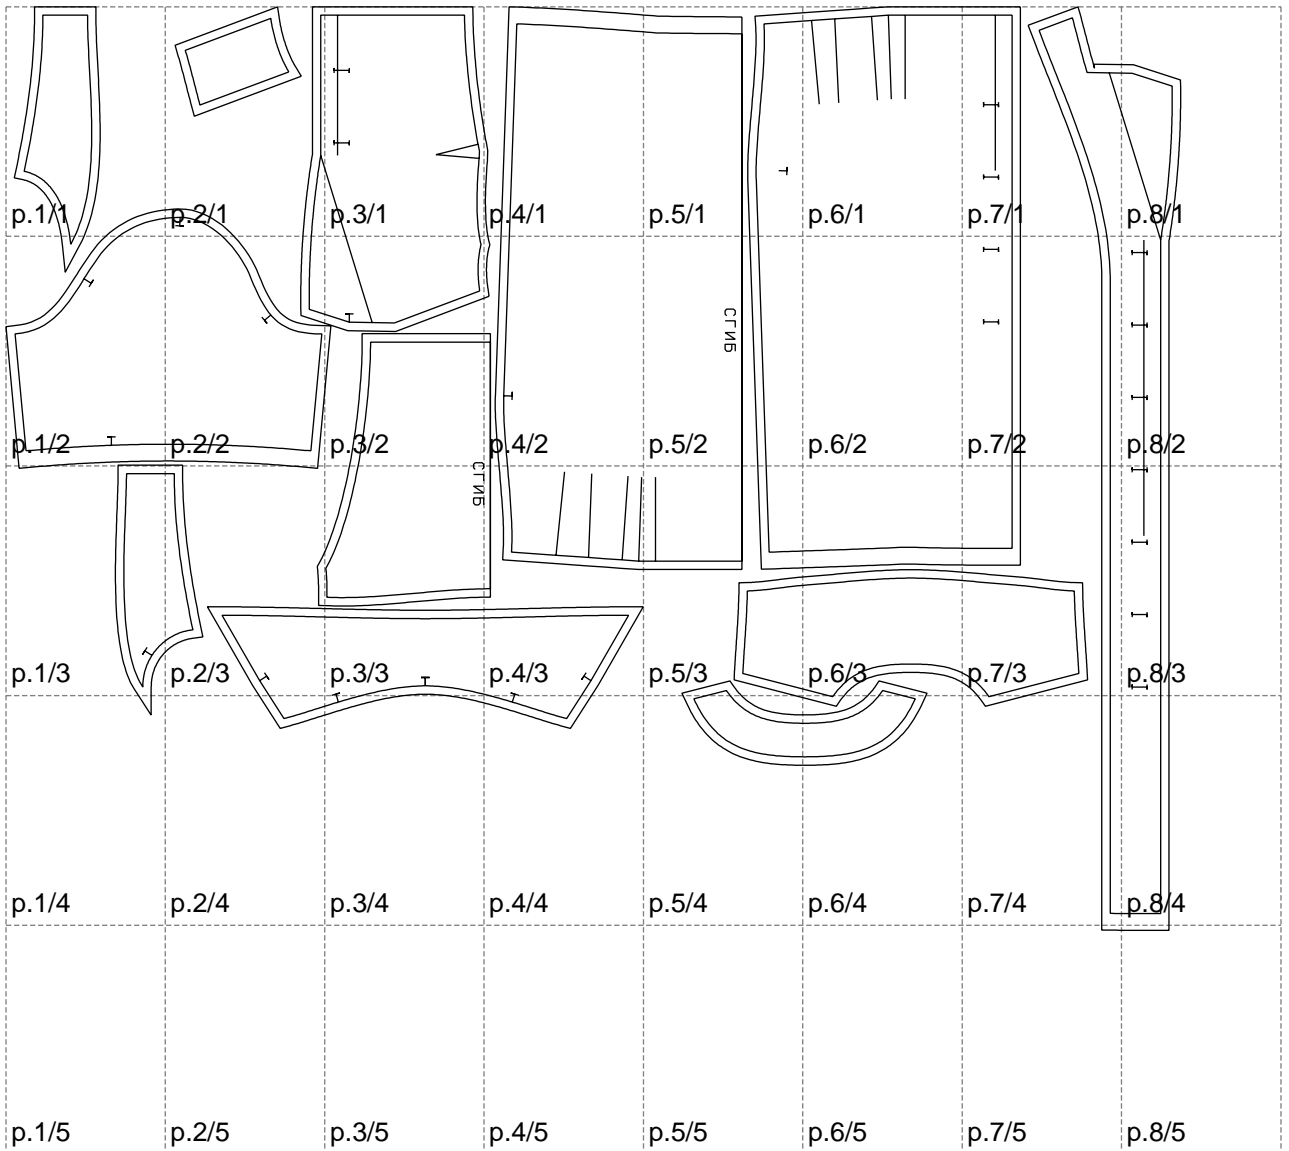 p.1/1 p.2/1 p.3/1 p.4/1 p.5/1 p.6/1 p.7/1 p.8/1
СГИБ
p.1/2 p.2/2 p.3/2 p.4/2 p.5/2 p.6/2 p.7/2 p.8/2
СГИБ
p.1/3 p.2/3 p.3/3 p.4/3 p.5/3 p.6/3 p.7/3 p.8/3
p.1/4 p.2/4 p.3/4 p.4/4 p.5/4 p.6/4 p.7/4 p.8/4
p.1/5 p.2/5 p.3/5 p.4/5 p.5/5 p.6/5 p.7/5 p.8/5